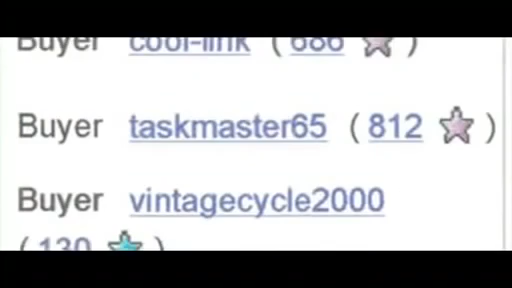 Buyer cool-link (686 )
Buyer taskmaster65 (812 )
Buyer vintagecycle2000
(130 )